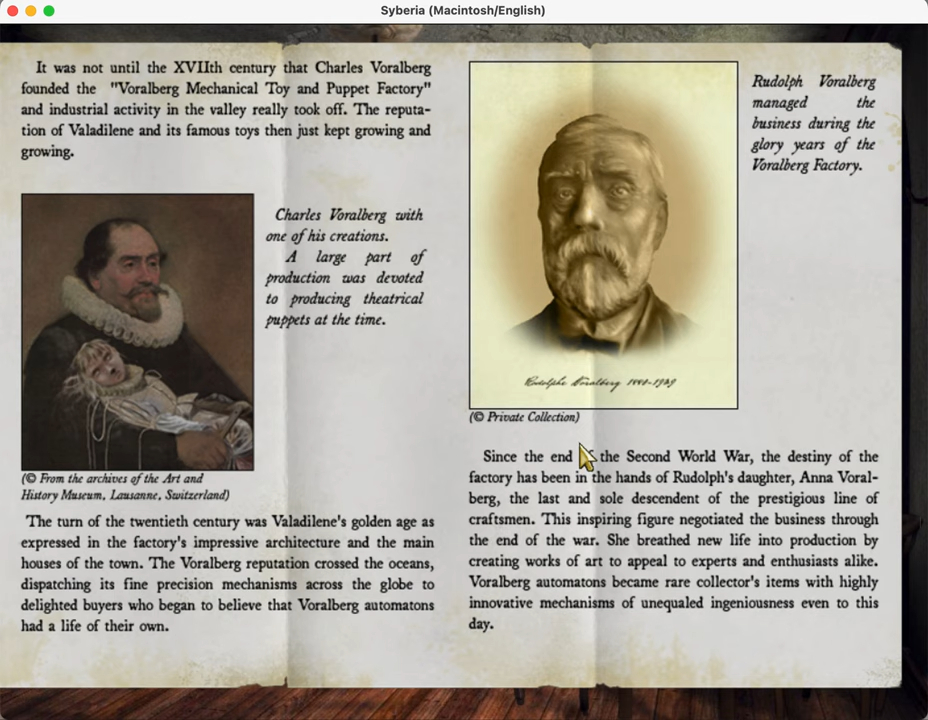 Syberia (Macintosh/English)
It was not until the XVIIth century that Charles Voralberg
founded the "Voralberg Mechanical Toy and Puppet Factory"
and industrial activity in the valley really took off. The reputa-
tion of Valadilene and its famous toys then just kept growing and
growing.
Charles Voralberg with
one of his creations.
A large part of
production was devoted
to producing theatrical
puppets at the time.
(© From the archives of the Art and
History Museum, Lausanne, Switzerland)
The turn of the twentieth century was Valadilene's golden age as
expressed in the factory's impressive architecture and the main
houses of the town. The Voralberg reputation crossed the oceans,
dispatching its fine precision mechanisms across the globe to
delighted buyers who began to believe that Voralberg automatons
had a life of their own.
Rudolph Voralberg
managed the
business during the
glory years of the
Voralberg Factory.
Rudolphe Voralberg
(© Private Collection)
Since the end the Second World War, the destiny of the
factory has been in the hands of Rudolph's daughter, Anna Voral-
berg, the last and sole descendent of the prestigious line of
craftsmen. This inspiring figure negotiated the business through
the end of the war. She breathed new life into production by
creating works of art to appeal to experts and enthusiasts alike.
Voralberg automatons became rare collector's items with highly
innovative mechanisms of unequaled ingeniousness even to this
day.